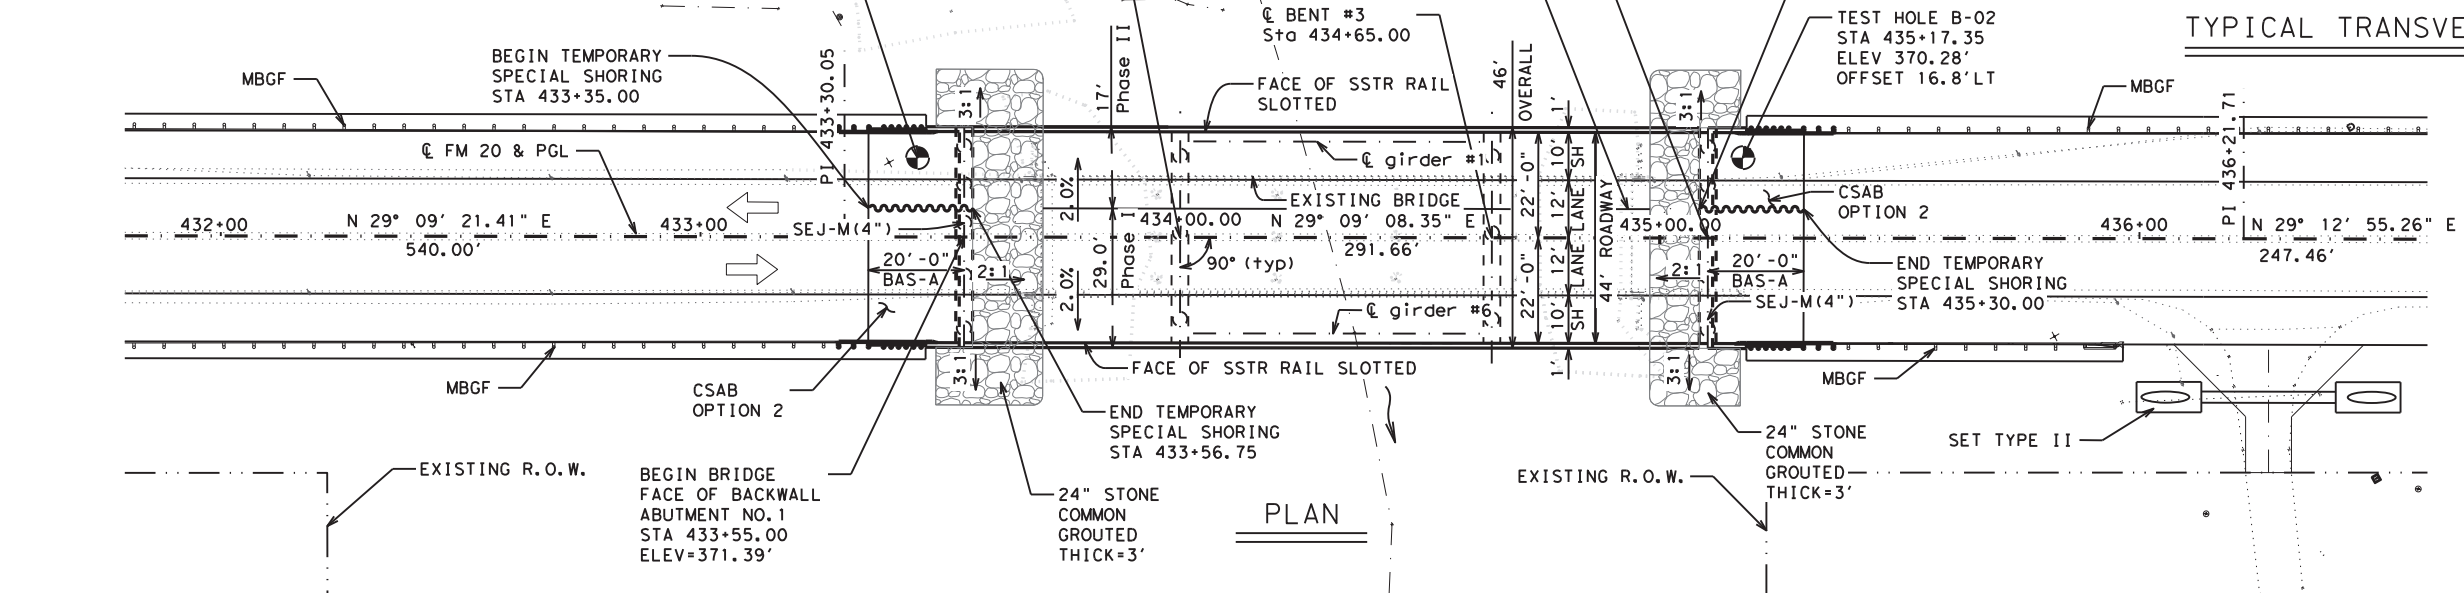 TYPICAL TRANSVE
℄ BENT #3
Sta 434+65.00
TEST HOLE B-02
STA 435+17.35
ELEV 370.28'
OFFSET 16.8'LT
BEGIN TEMPORARY
SPECIAL SHORING
STA 433+35.00
MBGF
PI 433+30.05
17'
Phase II
FACE OF SSTR RAIL
SLOTTED
46'
OVERALL
1'
MBGF
PI 436+21.71
3:1
3:1
℄ FM 20 & PGL
℄ girder #1
EXISTING BRIDGE
CSAB
OPTION 2
432+00
N 29° 09' 21.41" E
540.00'
433+00
SEJ-M(4")
2.0%
434+00.00
N 29° 09' 08.35" E
291.66'
90° (typ)
22'-0"
22'-0"
10'
SH
12'
LANE
12'
LANE
10'
SH
44' ROADWAY
435+00.00
436+00
N 29° 12' 55.26" E
247.46'
20'-0"
BAS-A
2:1
2.0%
29.0'
Phase I
2:1
20'-0"
BAS-A
SEJ-M(4")
END TEMPORARY
SPECIAL SHORING
STA 435+30.00
℄ girder #6
MBGF
CSAB
OPTION 2
3:1
FACE OF SSTR RAIL SLOTTED
1'
3:1
MBGF
END TEMPORARY
SPECIAL SHORING
STA 433+56.75
24" STONE
COMMON
GROUTED
THICK=3'
SET TYPE II
EXISTING R.O.W.
BEGIN BRIDGE
FACE OF BACKWALL
ABUTMENT NO.1
STA 433+55.00
ELEV=371.39'
24" STONE
COMMON
GROUTED
THICK=3'
EXISTING R.O.W.
PLAN